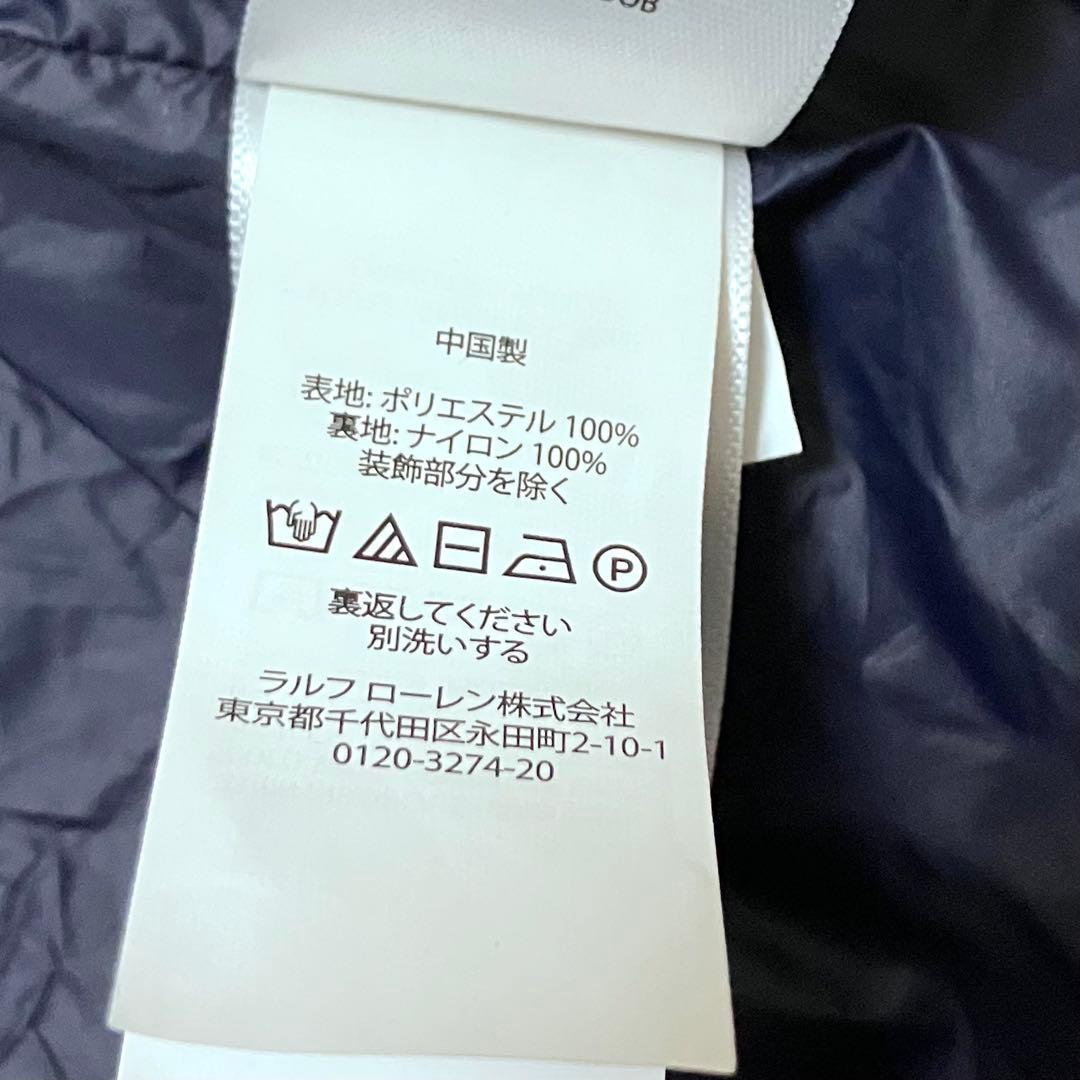 中国製
表地: ポリエステル 100%
裏地: ナイロン 100%
装飾部分を除く
P
裏返してください
別洗いする
ラルフ ローレン株式会社
東京都千代田区永田町2-10-1
0120-3274-20